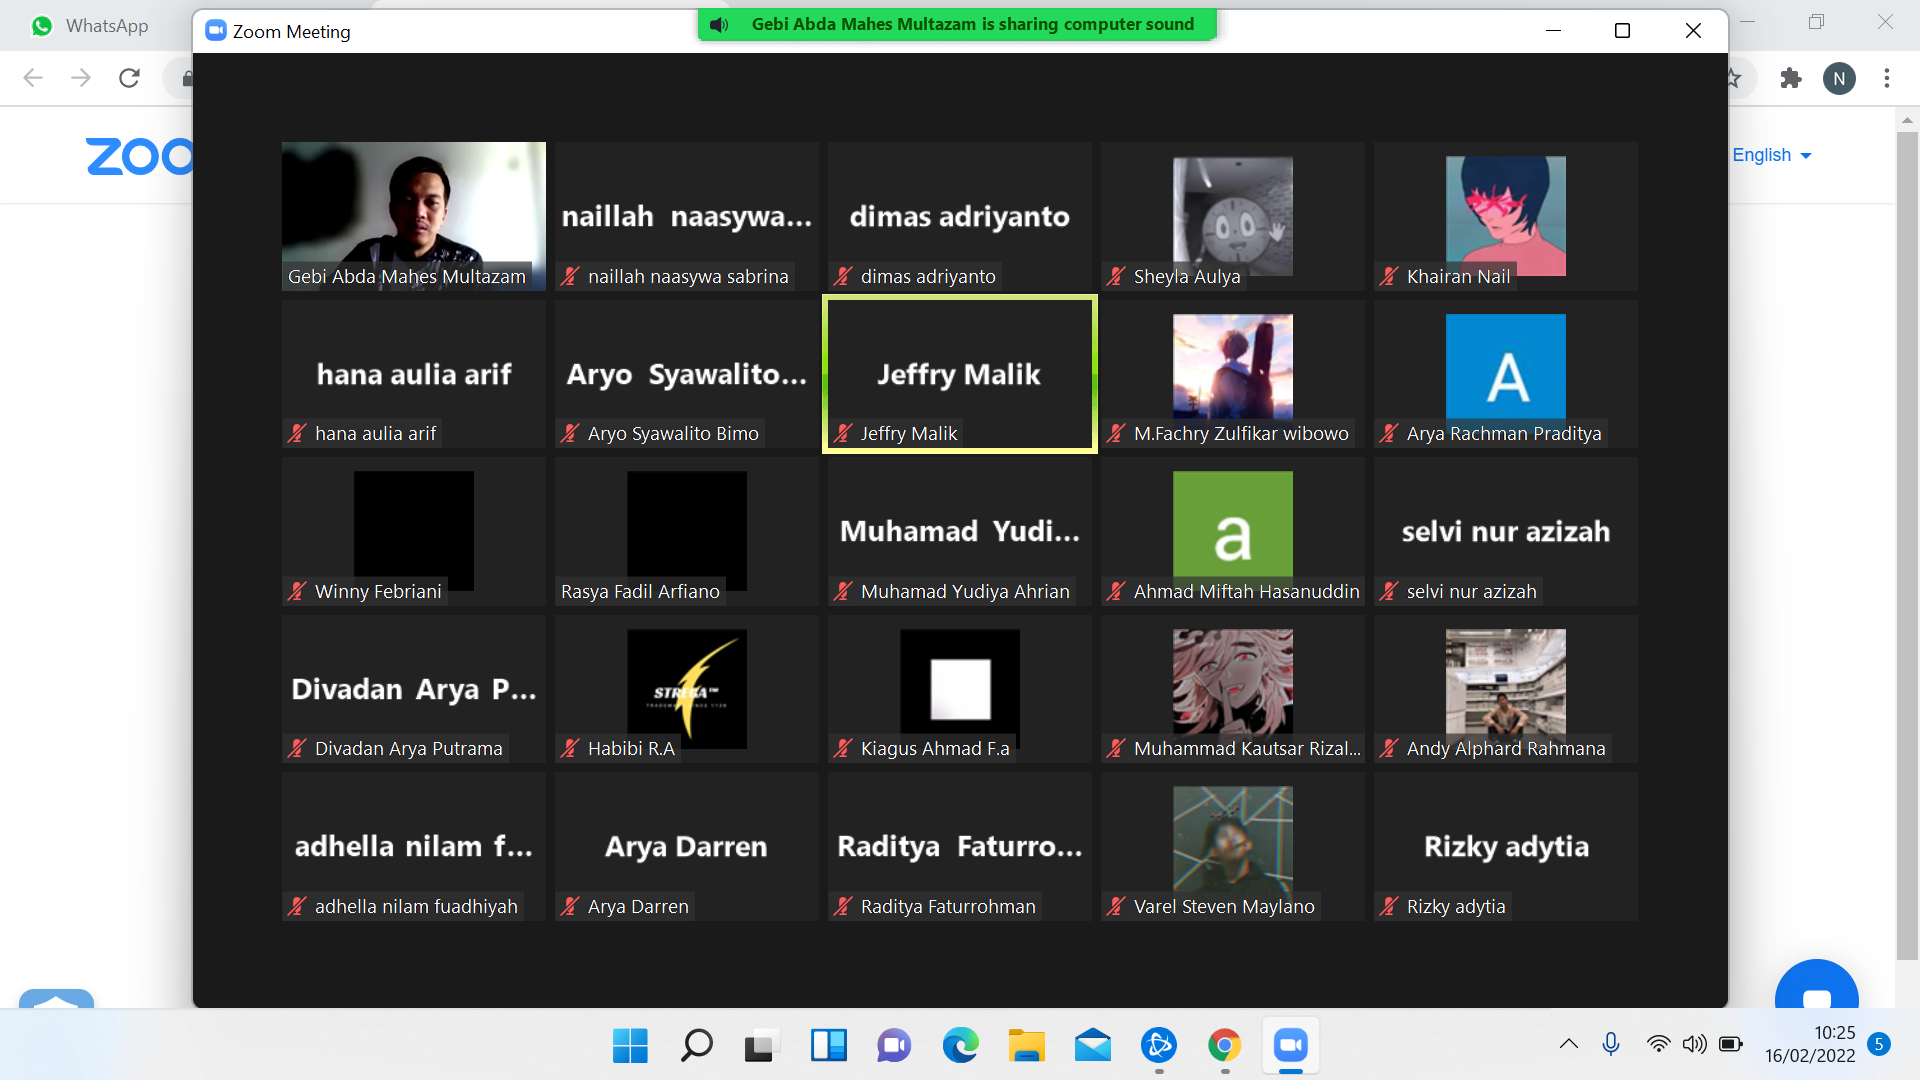 WhatsApp
Zoom Meeting
Gebi Abda Mahes Multazam is sharing computer sound
N
ZOO
English
Gebi Abda Mahes Multazam
naillah naasywa...
naillah naasywa sabrina
dimas adriyanto
dimas adriyanto
Sheyla Aulya
Khairan Nail
hana aulia arif
hana aulia arif
Aryo Syawalito...
Aryo Syawalito Bimo
Jeffry Malik
Jeffry Malik
M.Fachry Zulfikar wibowo
A
Arya Rachman Praditya
Winny Febriani
Rasya Fadil Arfiano
Muhamad Yudi...
Muhamad Yudiya Ahrian
a
Ahmad Miftah Hasanuddin
selvi nur azizah
selvi nur azizah
Divadan Arya P...
Divadan Arya Putrama
STREGA™
Habibi R.A
Kiagus Ahmad F.a
Muhammad Kautsar Rizal...
Andy Alphard Rahmana
adhella nilam f...
adhella nilam fuadhiyah
Arya Darren
Arya Darren
Raditya Faturro...
Raditya Faturrohman
Varel Steven Maylano
Rizky adytia
Rizky adytia
10:25
16/02/2022
5